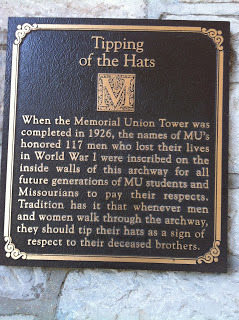 Tipping
of the Hats
M
When the Memorial Union Tower was
completed in 1926, the names of MU's
honored 117 men who lost their lives
in World War I were inscribed on the
inside walls of this archway for all
future generations of MU students and
Missourians to pay their respects.
Tradition has it that whenever men
and women walk through the archway,
they should tip their hats as a sign of
respect to their deceased brothers.